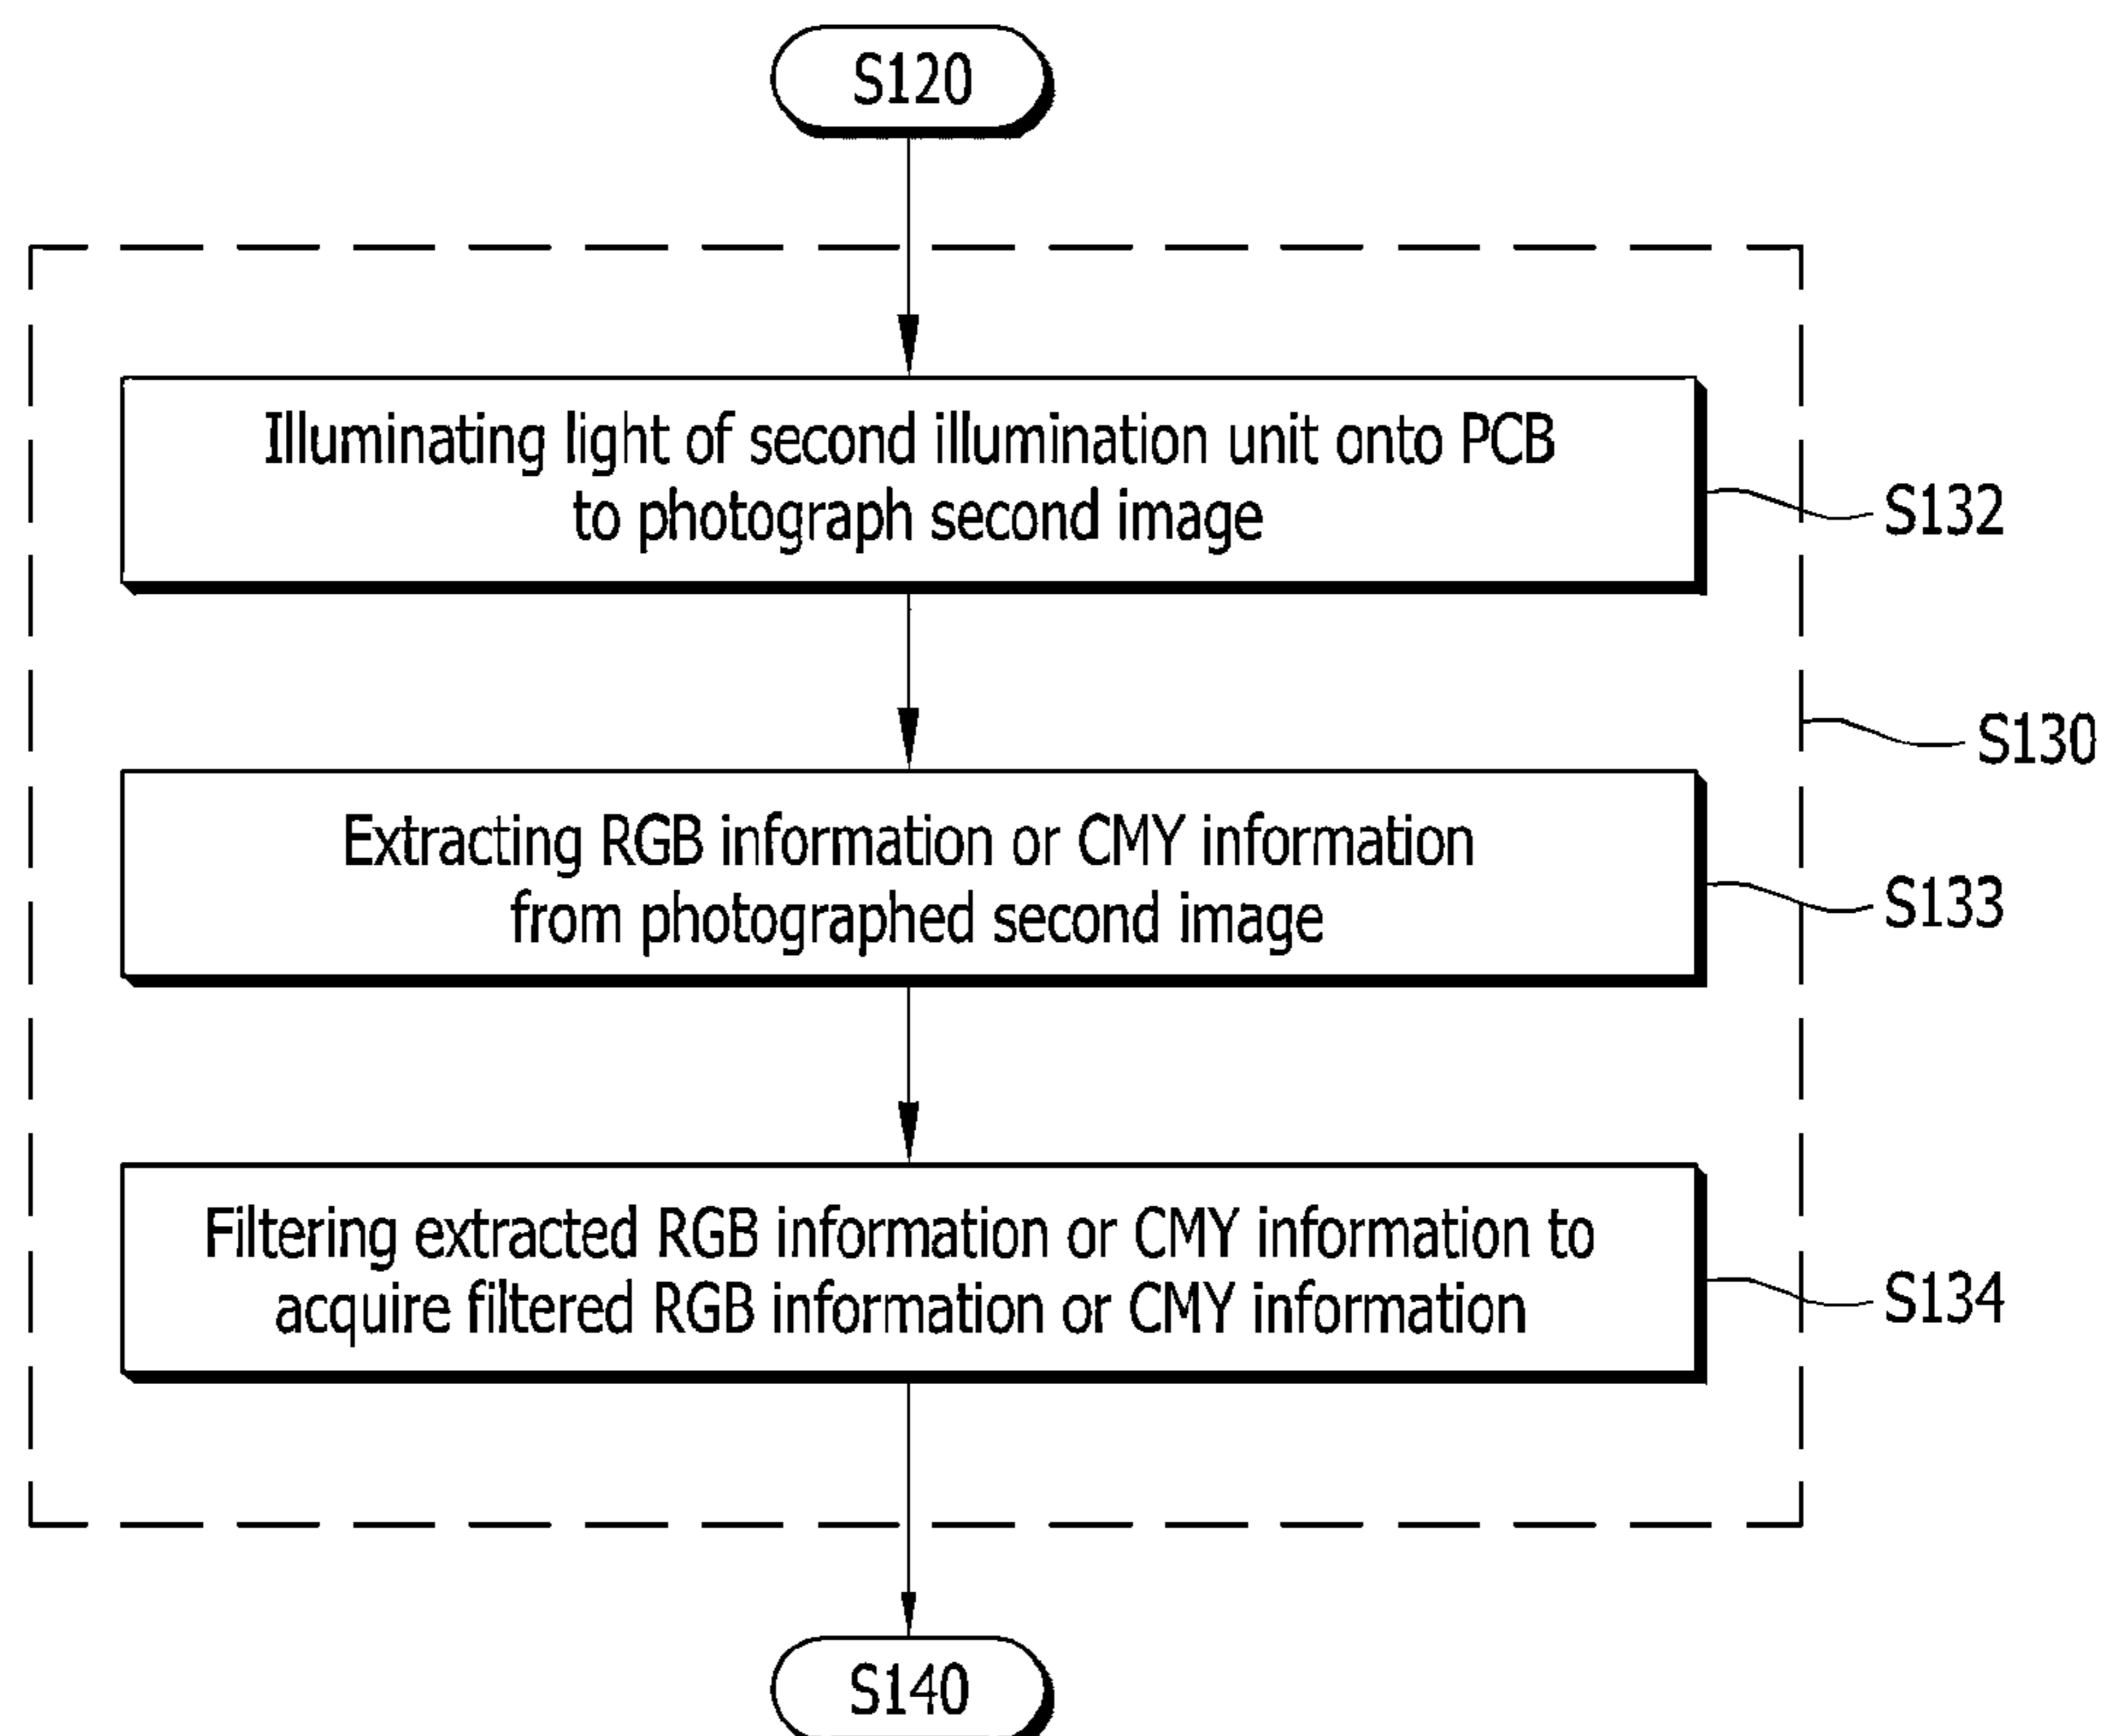 S120
Illuminating light of second illumination unit onto PCB
to photograph second image
S132
S130
Extracting RGB information or CMY information
from photographed second image
S133
Filtering extracted RGB information or CMY information to
acquire filtered RGB information or CMY information
S134
S140